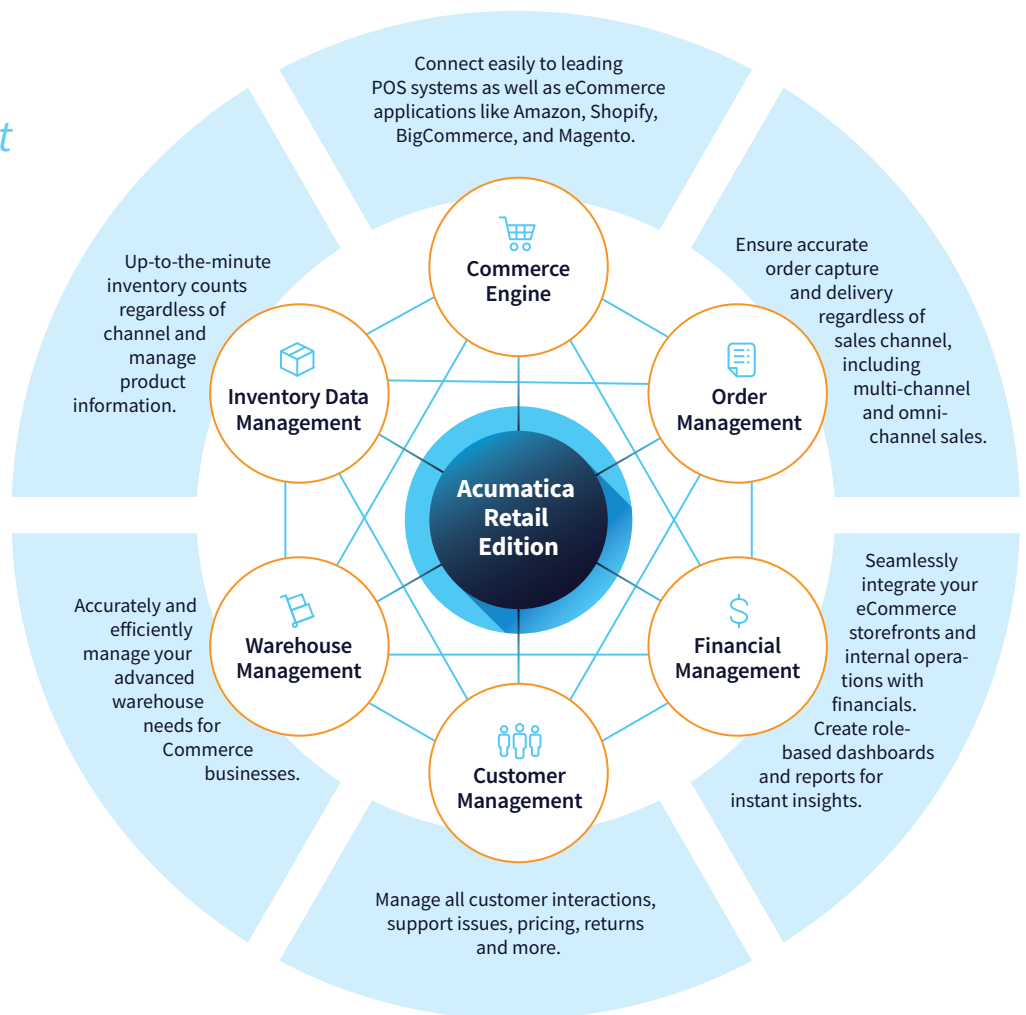 t
Connect easily to leading
POS systems as well as eCommerce
applications like Amazon, Shopify,
BigCommerce, and Magento.
Commerce
Engine
Ensure accurate
order capture
and delivery
regardless of
sales channel,
including
multi-channel
and omni-
channel sales.
Order
Management
Seamlessly
integrate your
eCommerce
storefronts and
internal opera-
tions with
financials.
Create role-
based dashboards
and reports for
instant insights.
Financial
Management
Customer
Management
Manage all customer interactions,
support issues, pricing, returns
and more.
Accurately and
efficiently
manage your
advanced
warehouse
needs for
Commerce
businesses.
Warehouse
Management
Up-to-the-minute
inventory counts
regardless of
channel and
manage
product
information.
Inventory Data
Management
Acumatica
Retail
Edition